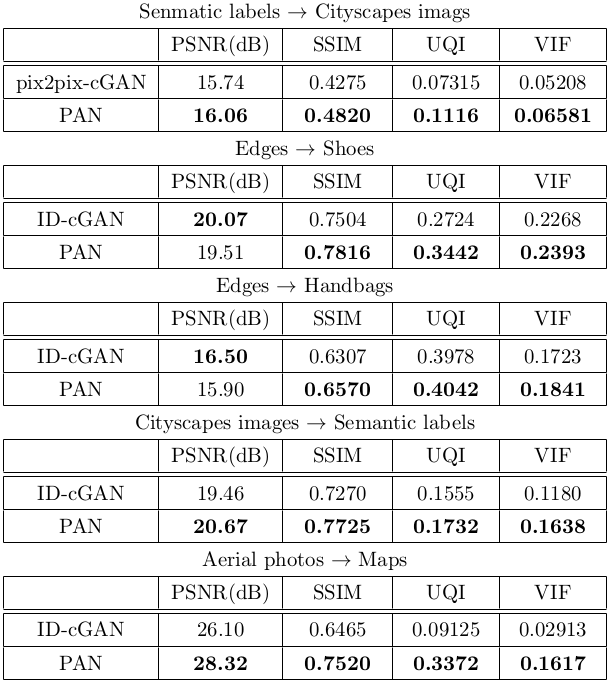 Senmatic labels → Cityscapes imags
PSNR(dB) SSIM UQI VIF
pix2pix-cGAN 15.74 0.4275 0.07315 0.05208
PAN 16.06 0.4820 0.1116 0.06581
Edges → Shoes
PSNR(dB) SSIM UQI VIF
ID-cGAN 20.07 0.7504 0.2724 0.2268
PAN 19.51 0.7816 0.3442 0.2393
Edges → Handbags
PSNR(dB) SSIM UQI VIF
ID-cGAN 16.50 0.6307 0.3978 0.1723
PAN 15.90 0.6570 0.4042 0.1841
Cityscapes images → Semantic labels
PSNR(dB) SSIM UQI VIF
ID-cGAN 19.46 0.7270 0.1555 0.1180
PAN 20.67 0.7725 0.1732 0.1638
Aerial photos → Maps
PSNR(dB) SSIM UQI VIF
ID-cGAN 26.10 0.6465 0.09125 0.02913
PAN 28.32 0.7520 0.3372 0.1617